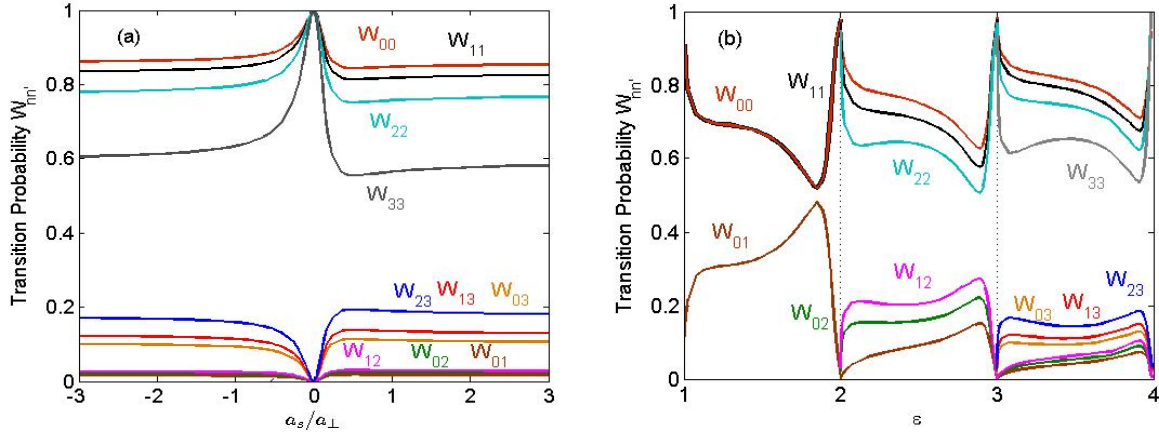 (a)
W00
W11
W22
W33
W23 W13 W03
W12 W02 W01
Transition Probability Wnn'
1
0.8
0.6
0.4
0.2
0
-3 -2 -1 0 1 2 3
a_s/a_⊥
(b)
W00
W11
W22
W33
W01
W02
W12
W03
W13
W23
Transition Probability Wnn'
1
0.8
0.6
0.4
0.2
0
1 2 3 4
ε